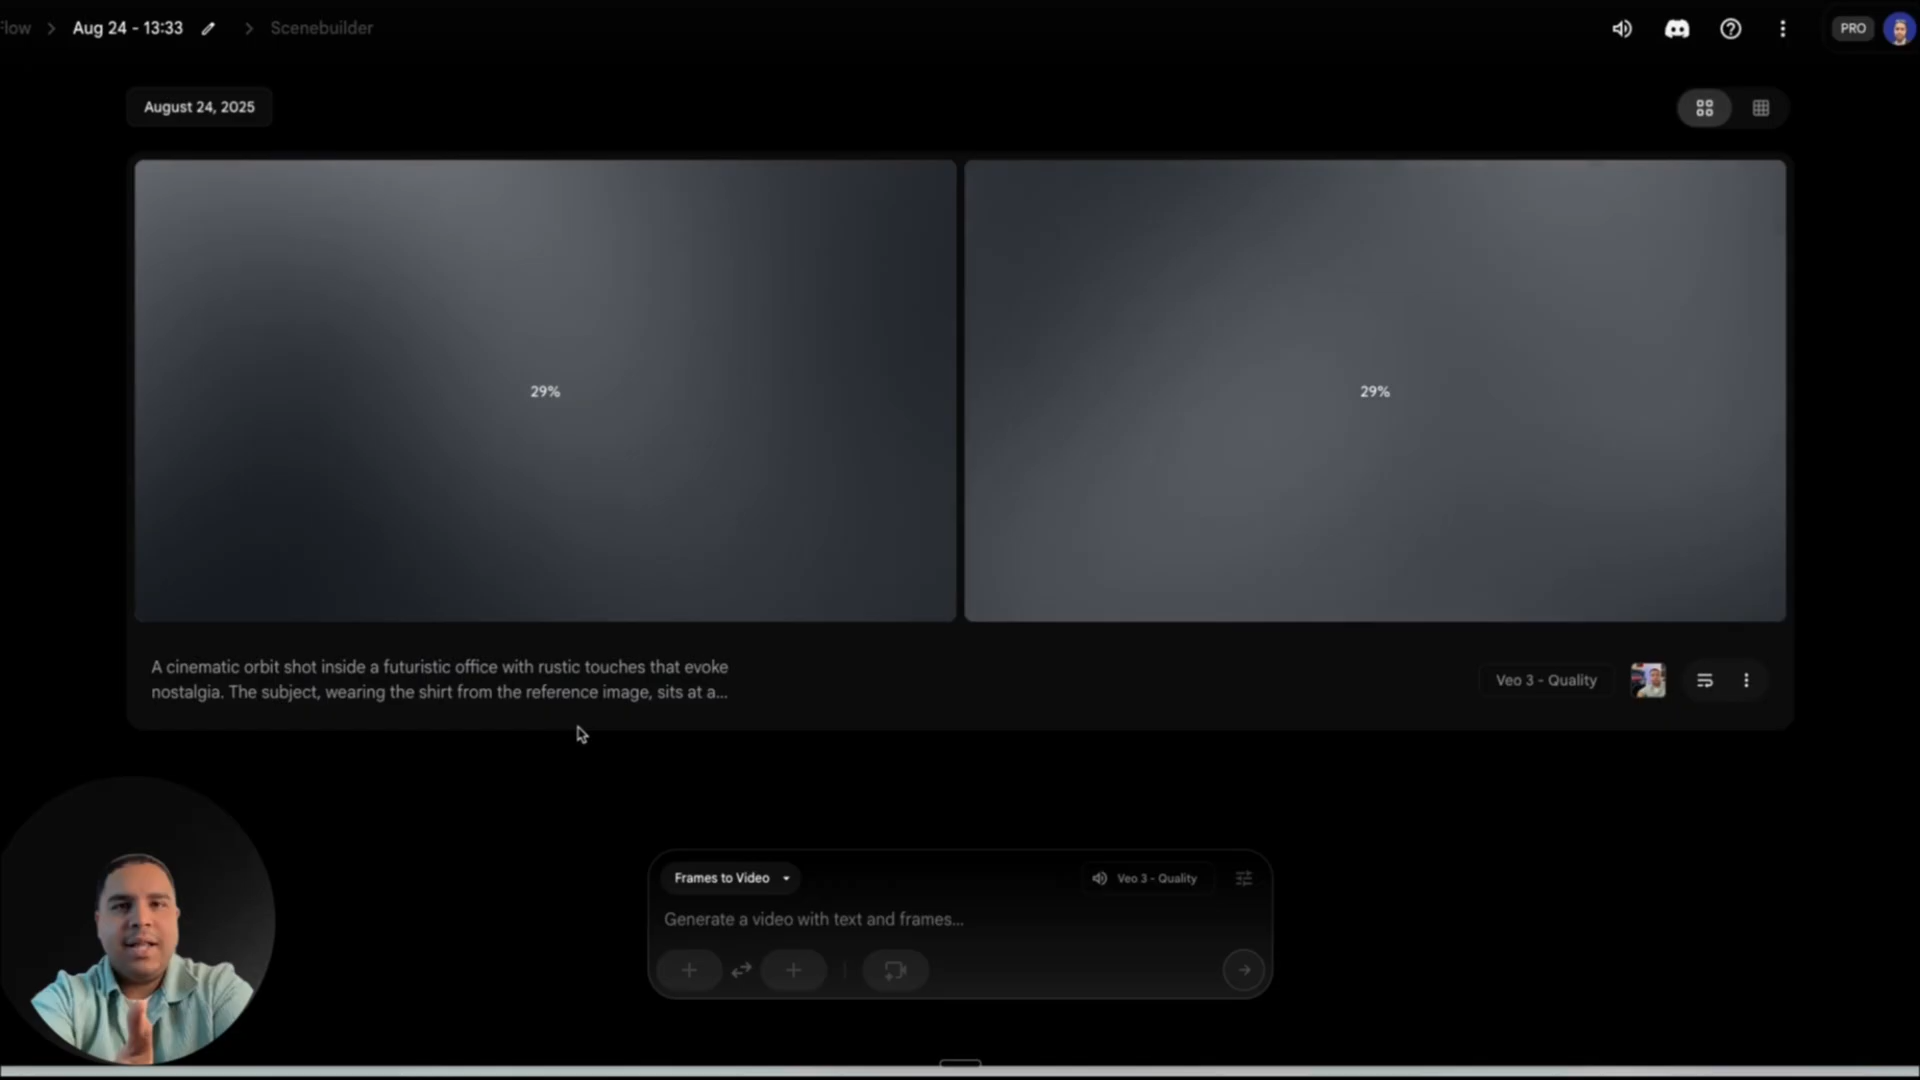 Flow
Aug 24 - 13:33
Scenebuilder
PRO
August 24, 2025
29%
29%
A cinematic orbit shot inside a futuristic office with rustic touches that evoke
nostalgia. The subject, wearing the shirt from the reference image, sits at a...
Veo 3 - Quality
Frames to Video
Veo 3 - Quality
Generate a video with text and frames...